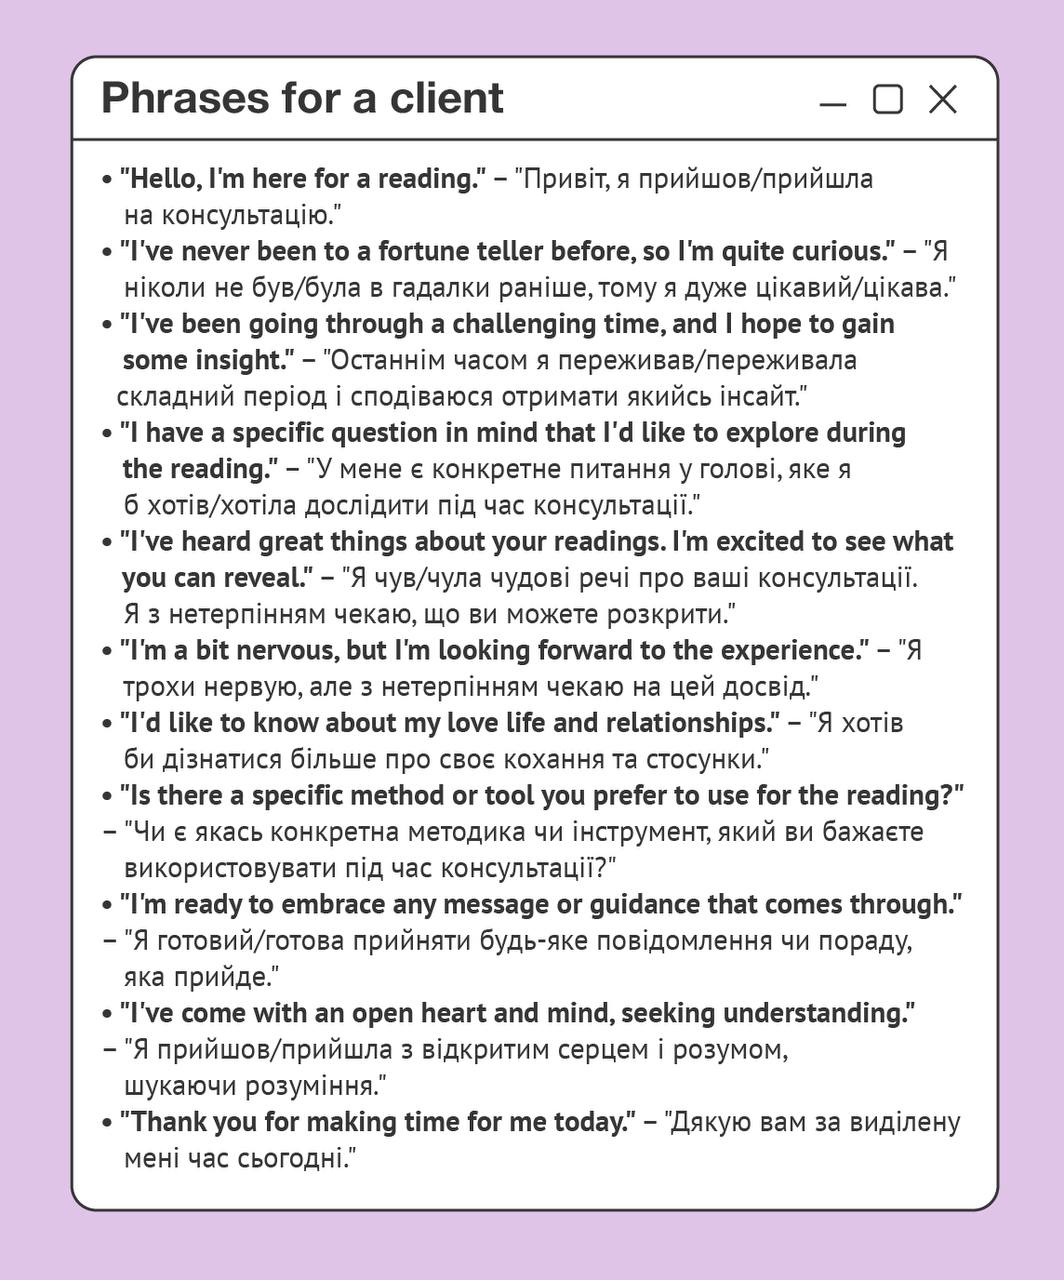 Phrases for a client
• "Hello, I'm here for a reading." – "Привіт, я прийшов/прийшла
на консультацію."
• "I've never been to a fortune teller before, so I'm quite curious." – "Я
ніколи не був/була в гадалки раніше, тому я дуже цікавий/цікава."
• "I've been going through a challenging time, and I hope to gain
some insight." – "Останнім часом я переживав/переживала
складний період і сподіваюся отримати якийсь інсайт."
• "I have a specific question in mind that I'd like to explore during
the reading." – "У мене є конкретне питання у голові, яке я
б хотів/хотіла дослідити під час консультації."
• "I've heard great things about your readings. I'm excited to see what
you can reveal." – "Я чув/чула чудові речі про ваші консультації.
Я з нетерпінням чекаю, що ви можете розкрити."
• "I'm a bit nervous, but I'm looking forward to the experience." – "Я
трохи нервую, але з нетерпінням чекаю на цей досвід."
• "I'd like to know about my love life and relationships." – "Я хотів
би дізнатися більше про своє кохання та стосунки."
• "Is there a specific method or tool you prefer to use for the reading?"
– "Чи є якась конкретна методика чи інструмент, який ви бажаєте
використовувати під час консультації?"
• "I'm ready to embrace any message or guidance that comes through."
– "Я готовий/готова прийняти будь-яке повідомлення чи пораду,
яка прийде."
• "I've come with an open heart and mind, seeking understanding."
– "Я прийшов/прийшла з відкритим серцем і розумом,
шукаючи розуміння."
• "Thank you for making time for me today." – "Дякую вам за виділену
мені час сьогодні."